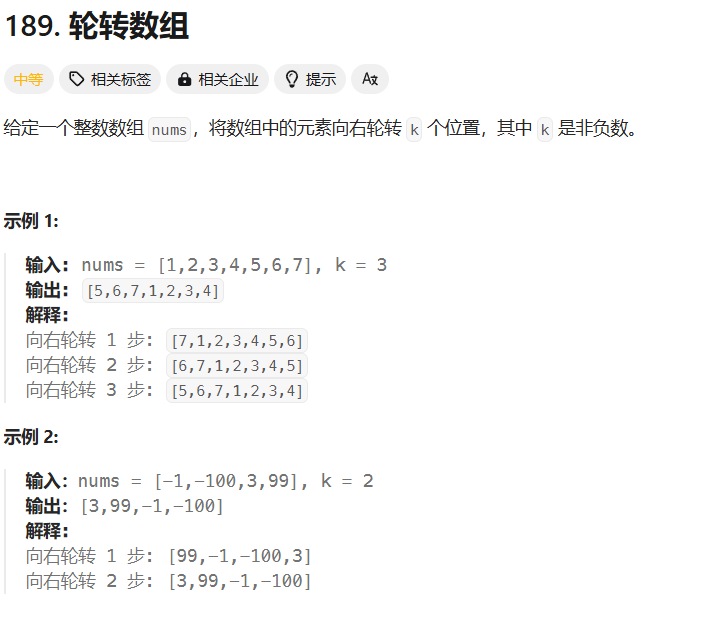 189. 轮转数组
中等 相关标签 相关企业 提示 Aあ
给定一个整数数组 nums，将数组中的元素向右轮转 k 个位置，其中 k 是非负数。
示例 1:
输入: nums = [1,2,3,4,5,6,7], k = 3
输出: [5,6,7,1,2,3,4]
解释:
向右轮转 1 步: [7,1,2,3,4,5,6]
向右轮转 2 步: [6,7,1,2,3,4,5]
向右轮转 3 步: [5,6,7,1,2,3,4]
示例 2:
输入：nums = [-1,-100,3,99], k = 2
输出：[3,99,-1,-100]
解释:
向右轮转 1 步: [99,-1,-100,3]
向右轮转 2 步: [3,99,-1,-100]